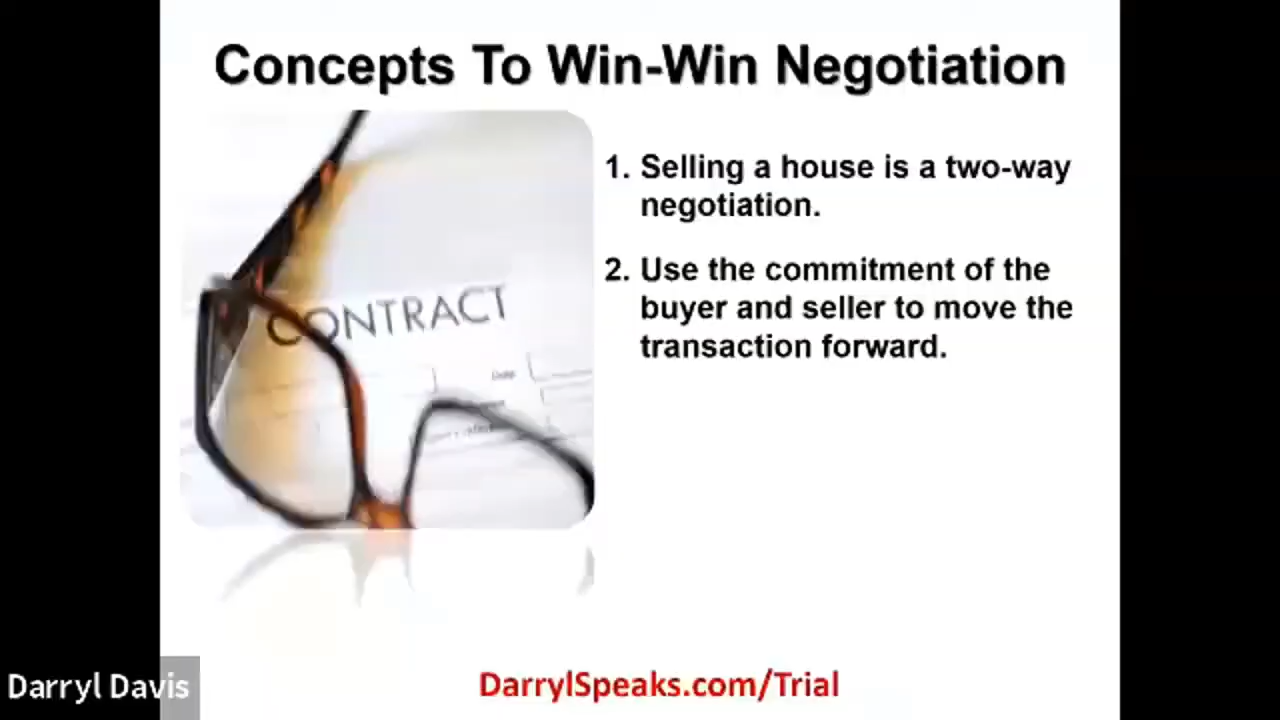 Concepts To Win-Win Negotiation
1. Selling a house is a two-way
negotiation.
2. Use the commitment of the
buyer and seller to move the
transaction forward.
CONTRACT
Date
Darryl Davis
DarrylSpeaks.com/Trial